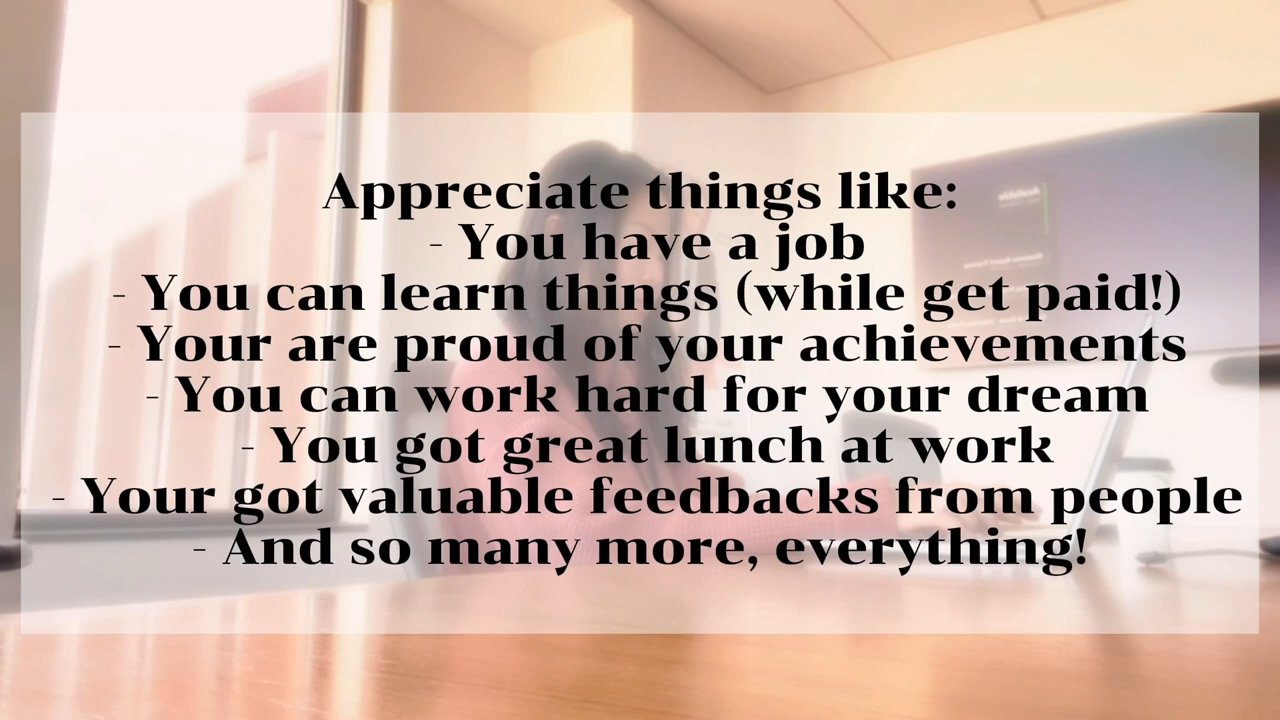 Appreciate things like:
- You have a job
- You can learn things (while get paid!)
- Your are proud of your achievements
- You can work hard for your dream
- You got great lunch at work
- Your got valuable feedbacks from people
- And so many more, everything!